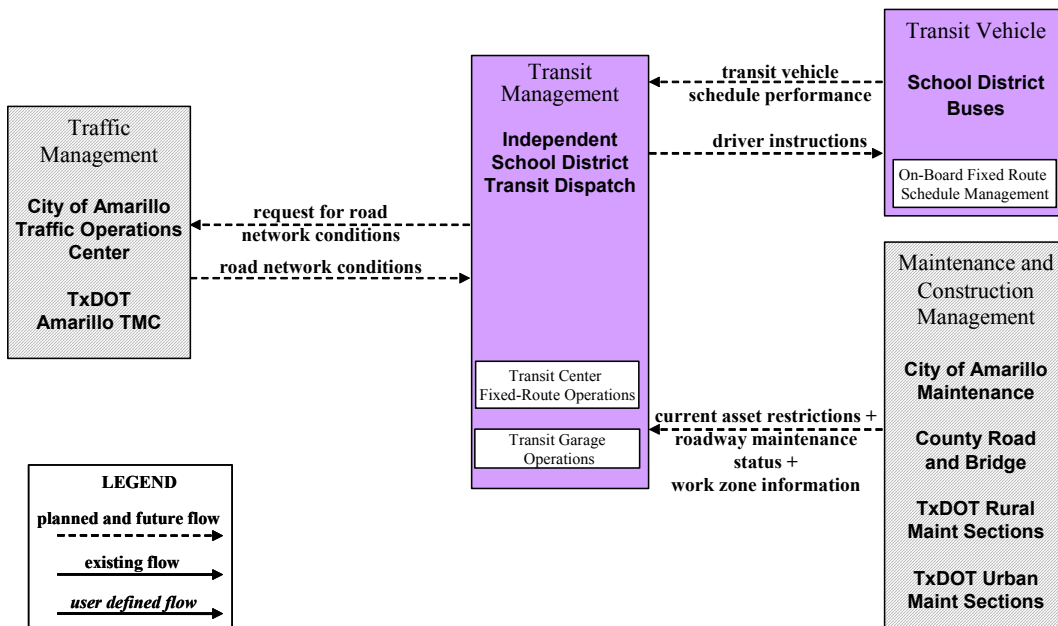 Traffic
Management
City of Amarillo
Traffic Operations
Center
TxDOT
Amarillo TMC
request for road
network conditions
road network conditions
Transit
Management
Independent
School District
Transit Dispatch
Transit Center
Fixed-Route Operations
Transit Garage
Operations
transit vehicle
schedule performance
driver instructions
Transit Vehicle
School District
Buses
On-Board Fixed Route
Schedule Management
current asset restrictions +
roadway maintenance
status +
work zone information
Maintenance and
Construction
Management
City of Amarillo
Maintenance
County Road
and Bridge
TxDOT Rural
Maint Sections
TxDOT Urban
Maint Sections
LEGEND
planned and future flow
existing flow
user defined flow